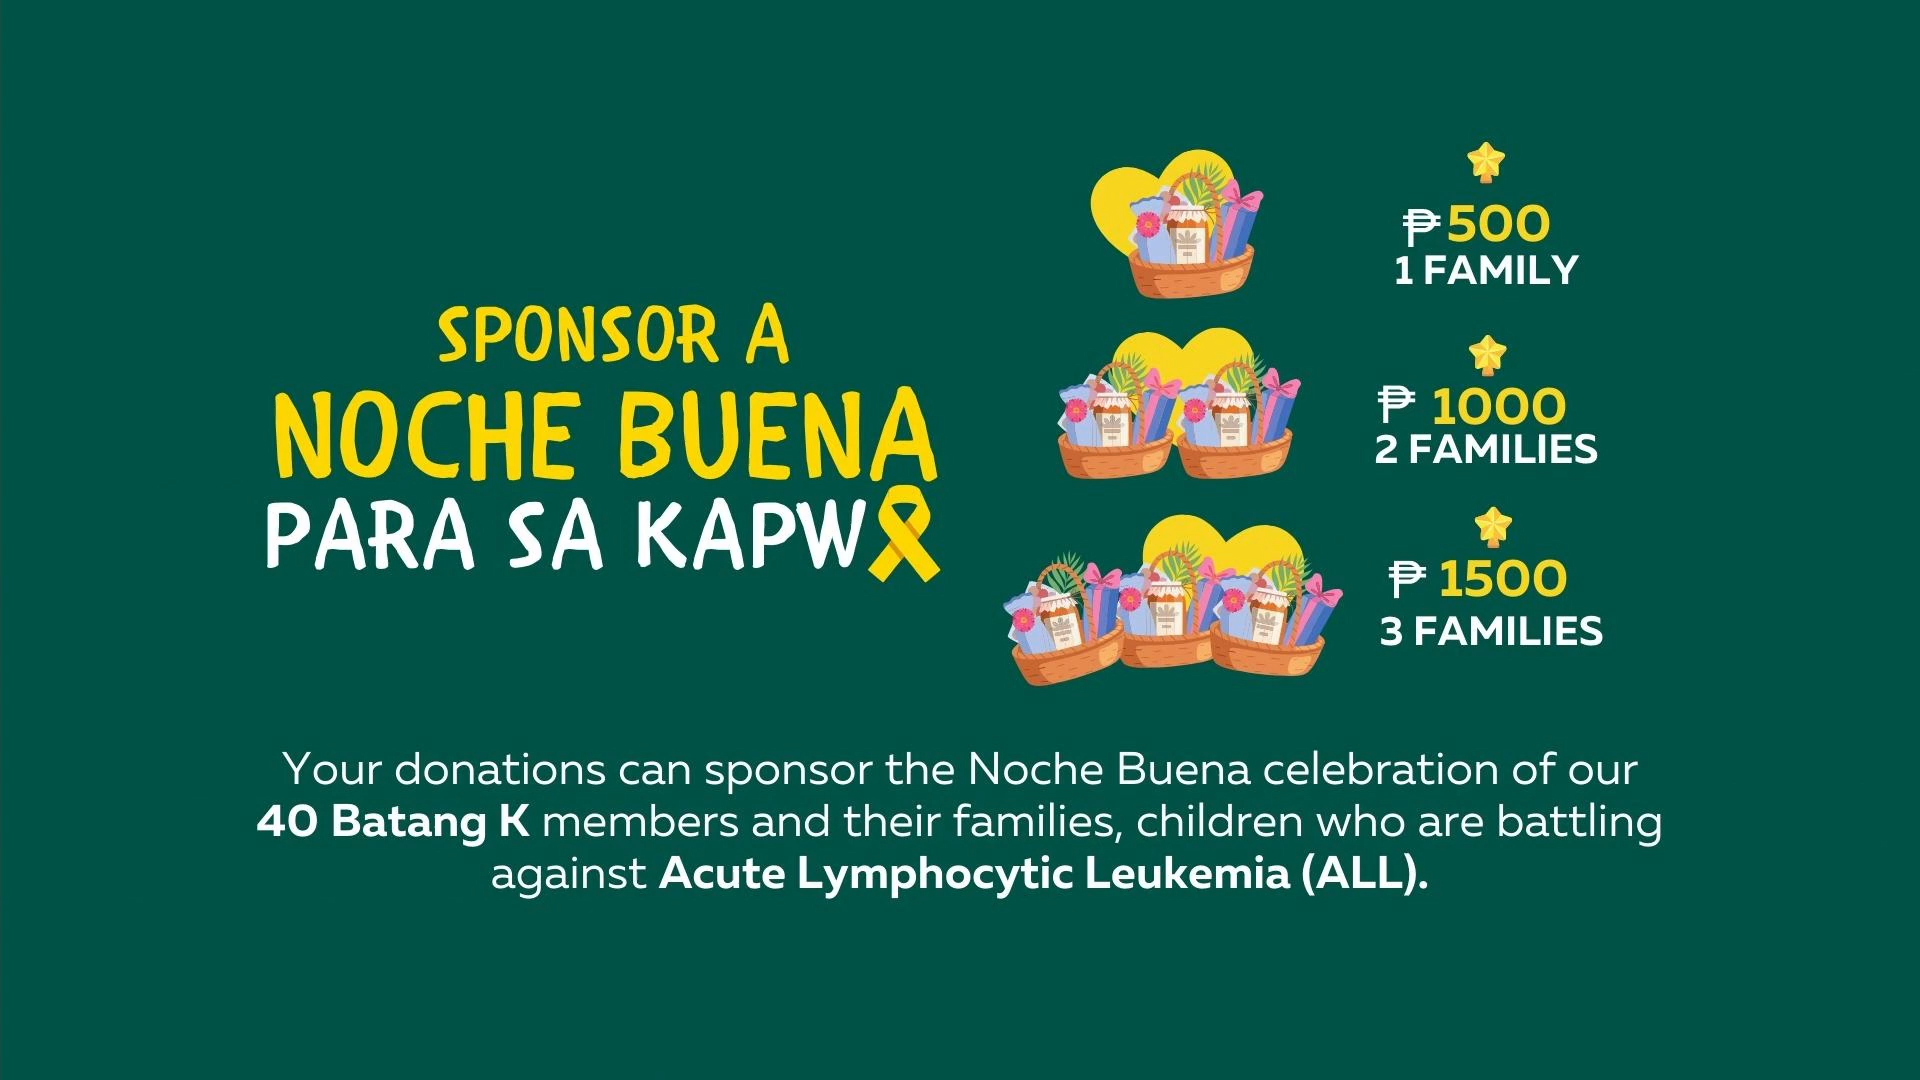 SPONSOR A
NOCHE BUENA
PARA SA KAPWA
₱500
1 FAMILY
₱ 1000
2 FAMILIES
₱ 1500
3 FAMILIES
Your donations can sponsor the Noche Buena celebration of our
40 Batang K members and their families, children who are battling
against Acute Lymphocytic Leukemia (ALL).